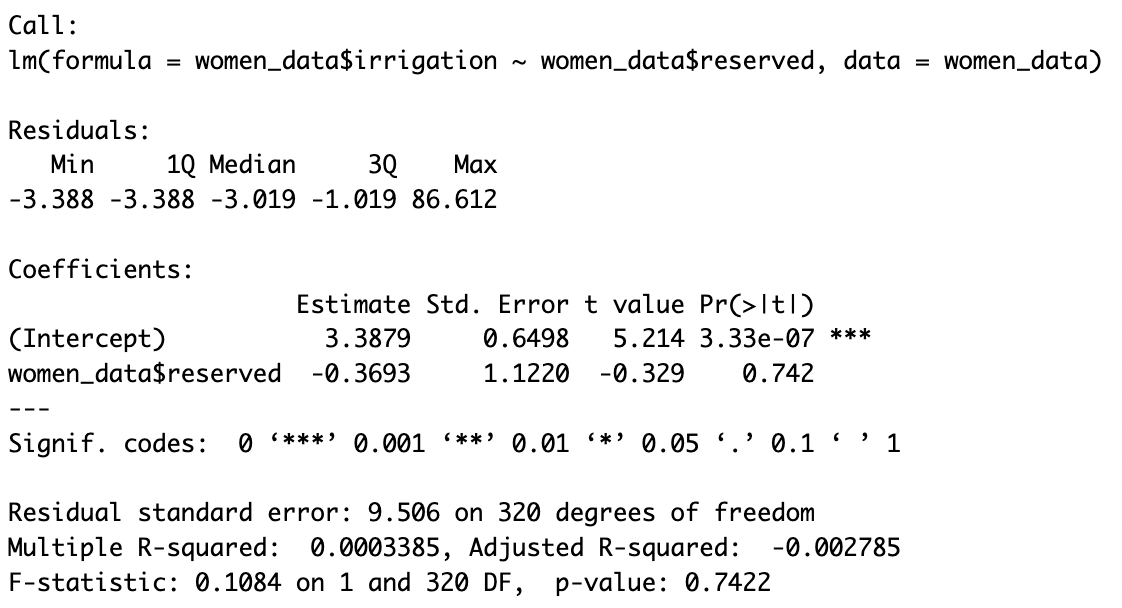 Call:
lm(formula = women_data$irrigation ~ women_data$reserved, data = women_data)
Residuals:
Min 1Q Median 3Q Max
-3.388 -3.388 -3.019 -1.019 86.612
Coefficients:
Estimate Std. Error t value Pr(>|t|)
(Intercept) 3.3879 0.6498 5.214 3.33e-07 ***
women_data$reserved -0.3693 1.1220 -0.329 0.742
---
Signif. codes: 0 ‘***’ 0.001 ‘**’ 0.01 ‘*’ 0.05 ‘.’ 0.1 ‘ ’ 1
Residual standard error: 9.506 on 320 degrees of freedom
Multiple R-squared: 0.0003385, Adjusted R-squared: -0.002785
F-statistic: 0.1084 on 1 and 320 DF, p-value: 0.7422